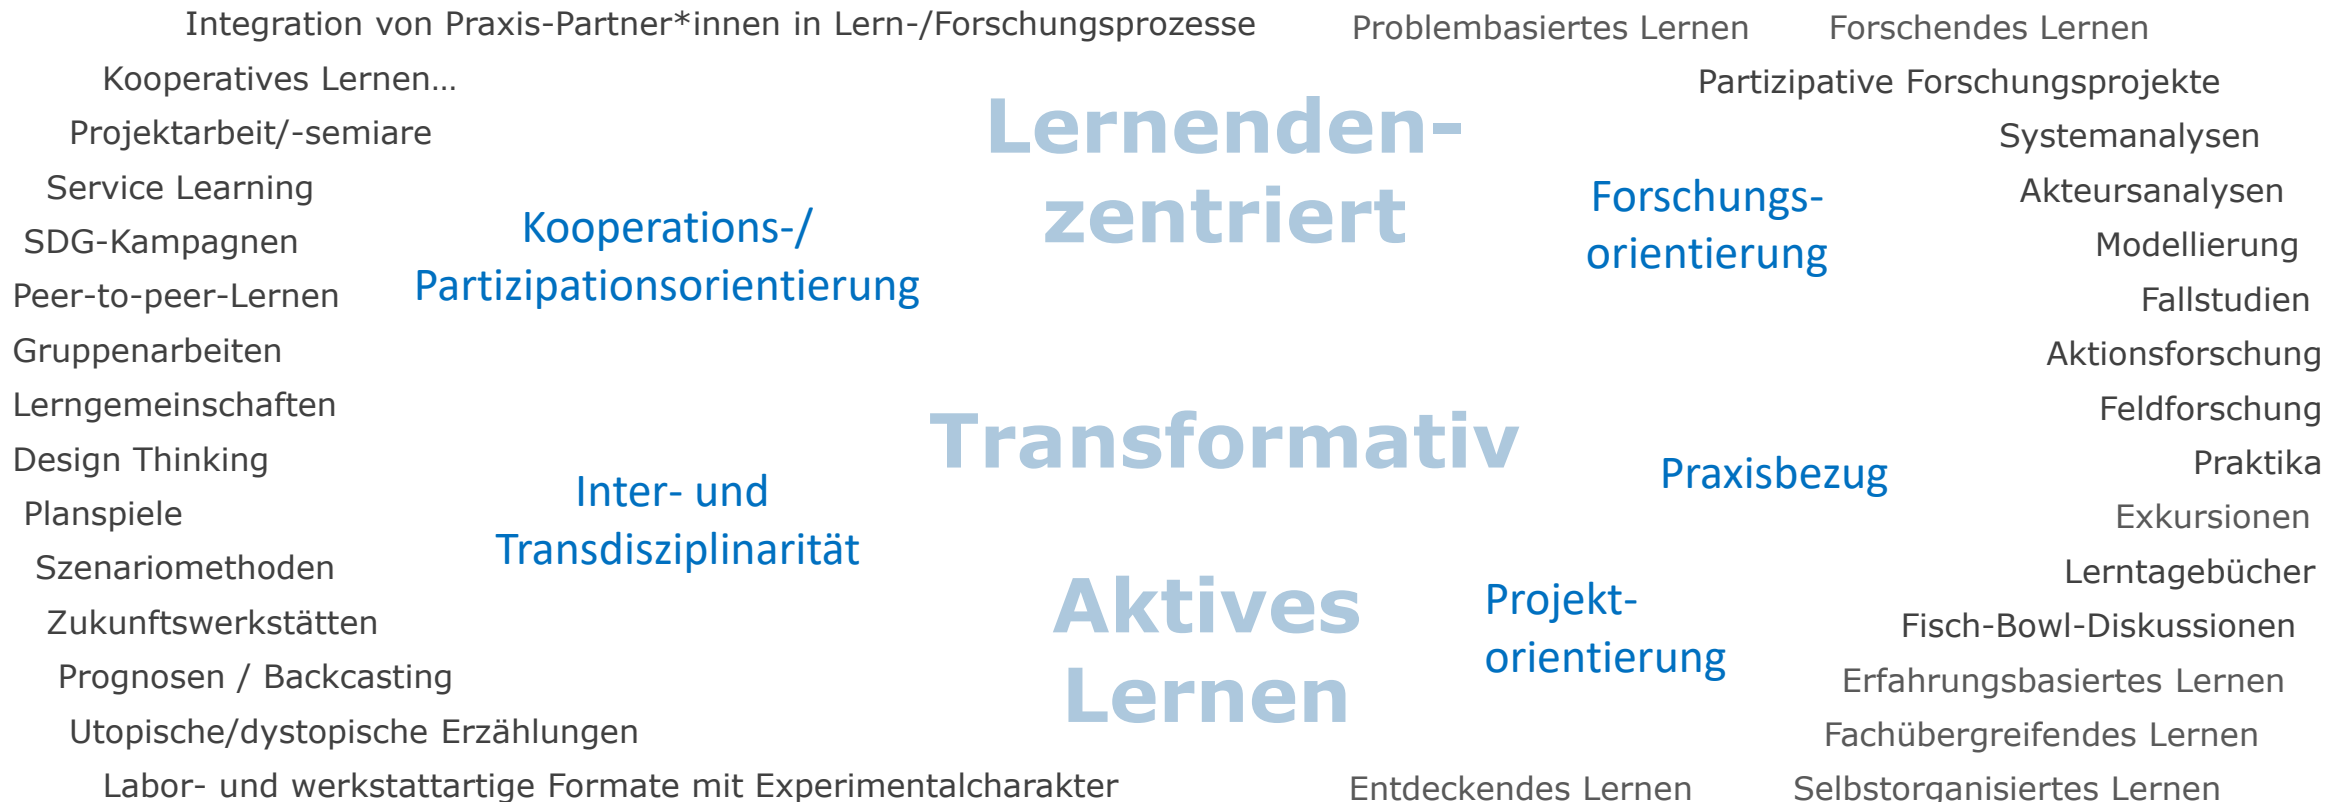 Integration von Praxis-Partner*innen in Lern-/Forschungsprozesse
Kooperatives Lernen…
Projektarbeit/-semiare
Service Learning
SDG-Kampagnen
Peer-to-peer-Lernen
Gruppenarbeiten
Lerngemeinschaften
Design Thinking
Planspiele
Szenariomethoden
Zukunftswerkstätten
Prognosen / Backcasting
Utopische/dystopische Erzählungen
Labor- und werkstattartige Formate mit Experimentalcharakter
Kooperations-/
Partizipationsorientierung
Inter- und
Transdisziplinarität
Lernenden-
zentriert
Transformativ
Aktives
Lernen
Forschungs-
orientierung
Praxisbezug
Projekt-
orientierung
Problembasiertes Lernen
Forschendes Lernen
Partizipative Forschungsprojekte
Systemanalysen
Akteursanalysen
Modellierung
Fallstudien
Aktionsforschung
Feldforschung
Praktika
Exkursionen
Lerntagebücher
Fisch-Bowl-Diskussionen
Erfahrungsbasiertes Lernen
Fachübergreifendes Lernen
Entdeckendes Lernen
Selbstorganisiertes Lernen